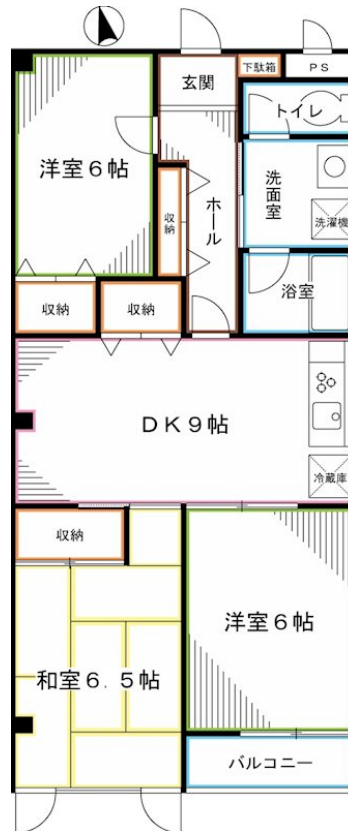 玄関
下駄箱
PS
トイレ
洋室6帖
収納
ホール
洗面室
洗濯機
浴室
収納
収納
DK9帖
冷蔵庫
収納
洋室6帖
和室6.5帖
バルコニー